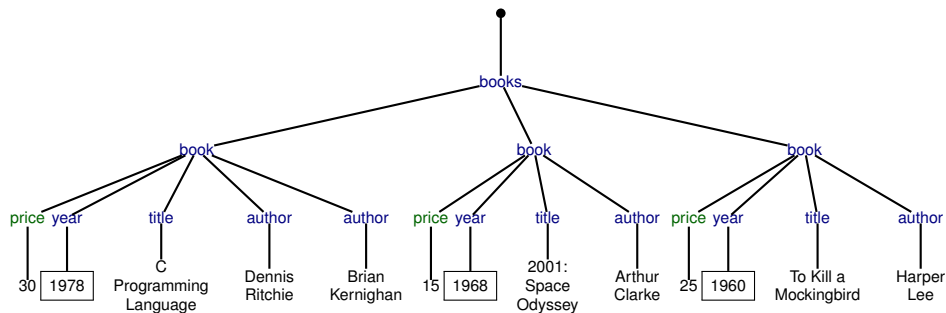 books
book book book
price year title author author price year title author price year title author
30 1978 C Programming Language Dennis Ritchie Brian Kernighan 15 1968 2001: Space Odyssey Arthur Clarke 25 1960 To Kill a Mockingbird Harper Lee